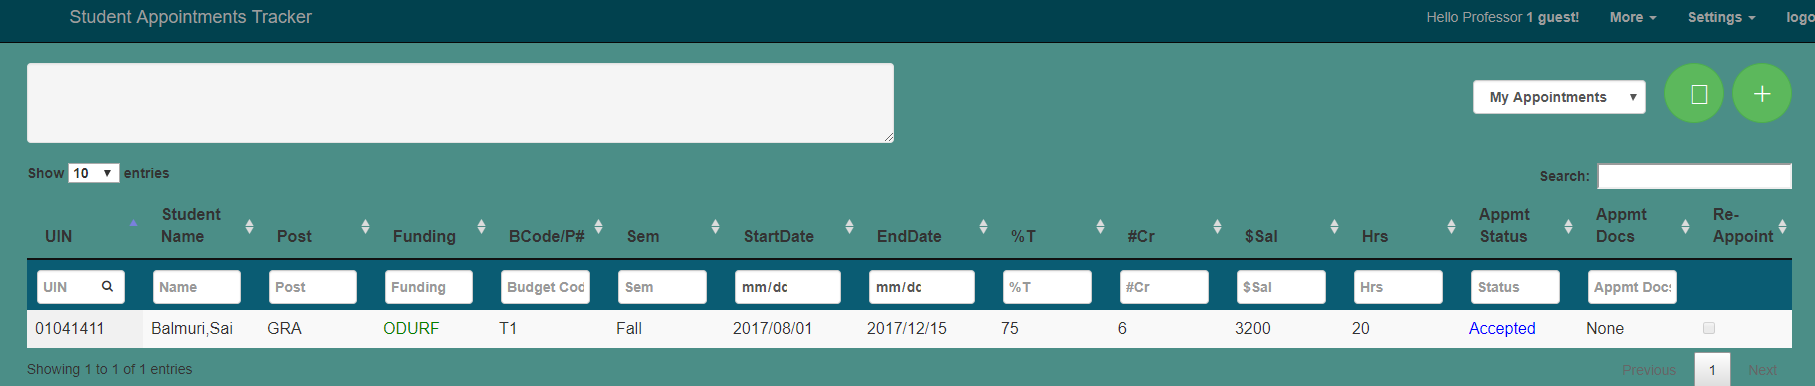 Student Appointments Tracker
Hello Professor 1 guest! More Settings logo
My Appointments
+
Show 10 entries
Search:
UIN Student Name Post Funding BCode/P# Sem StartDate EndDate %T #Cr $Sal Hrs Appmt Status Appmt Docs Re-Appoint
UIN Name Post Funding Budget Cod Sem mm/dc mm/dc %T #Cr $Sal Hrs Status Appmt Docs
01041411 Balmuri,Sai GRA ODURF T1 Fall 2017/08/01 2017/12/15 75 6 3200 20 Accepted None
Showing 1 to 1 of 1 entries
Previous 1 Next